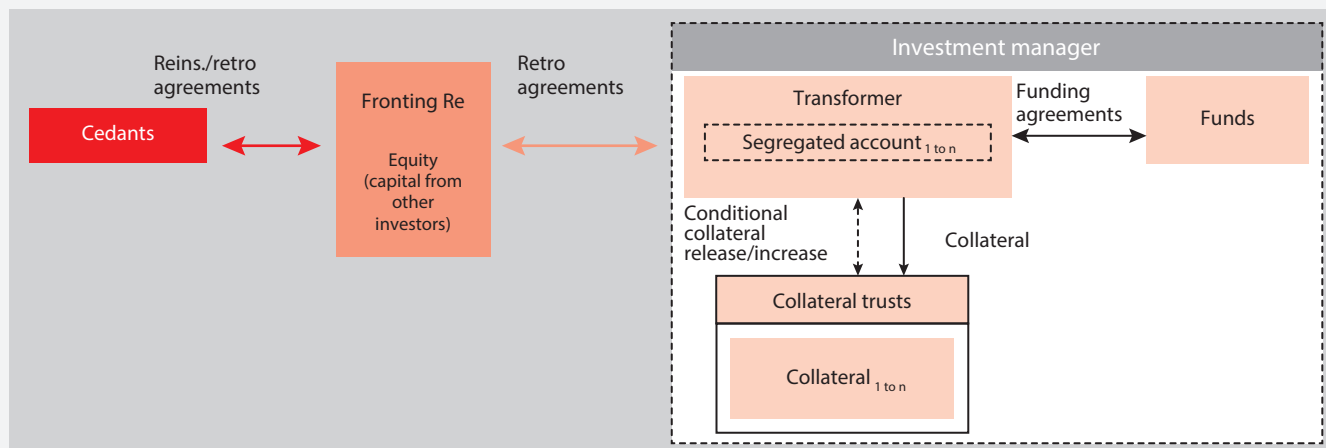 Investment manager
Reins./retro
agreements
Cedants
Fronting Re
Equity
(capital from
other
investors)
Retro
agreements
Transformer
Segregated account 1 to n
Funding
agreements
Funds
Conditional
collateral
release/increase
Collateral
Collateral trusts
Collateral 1 to n